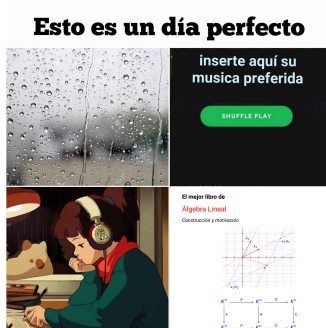 Esto es un día perfecto
inserte aquí su
musica preferida
SHUFFLE PLAY
El mejor libro de
Álgebra Lineal
Construcción y motivación